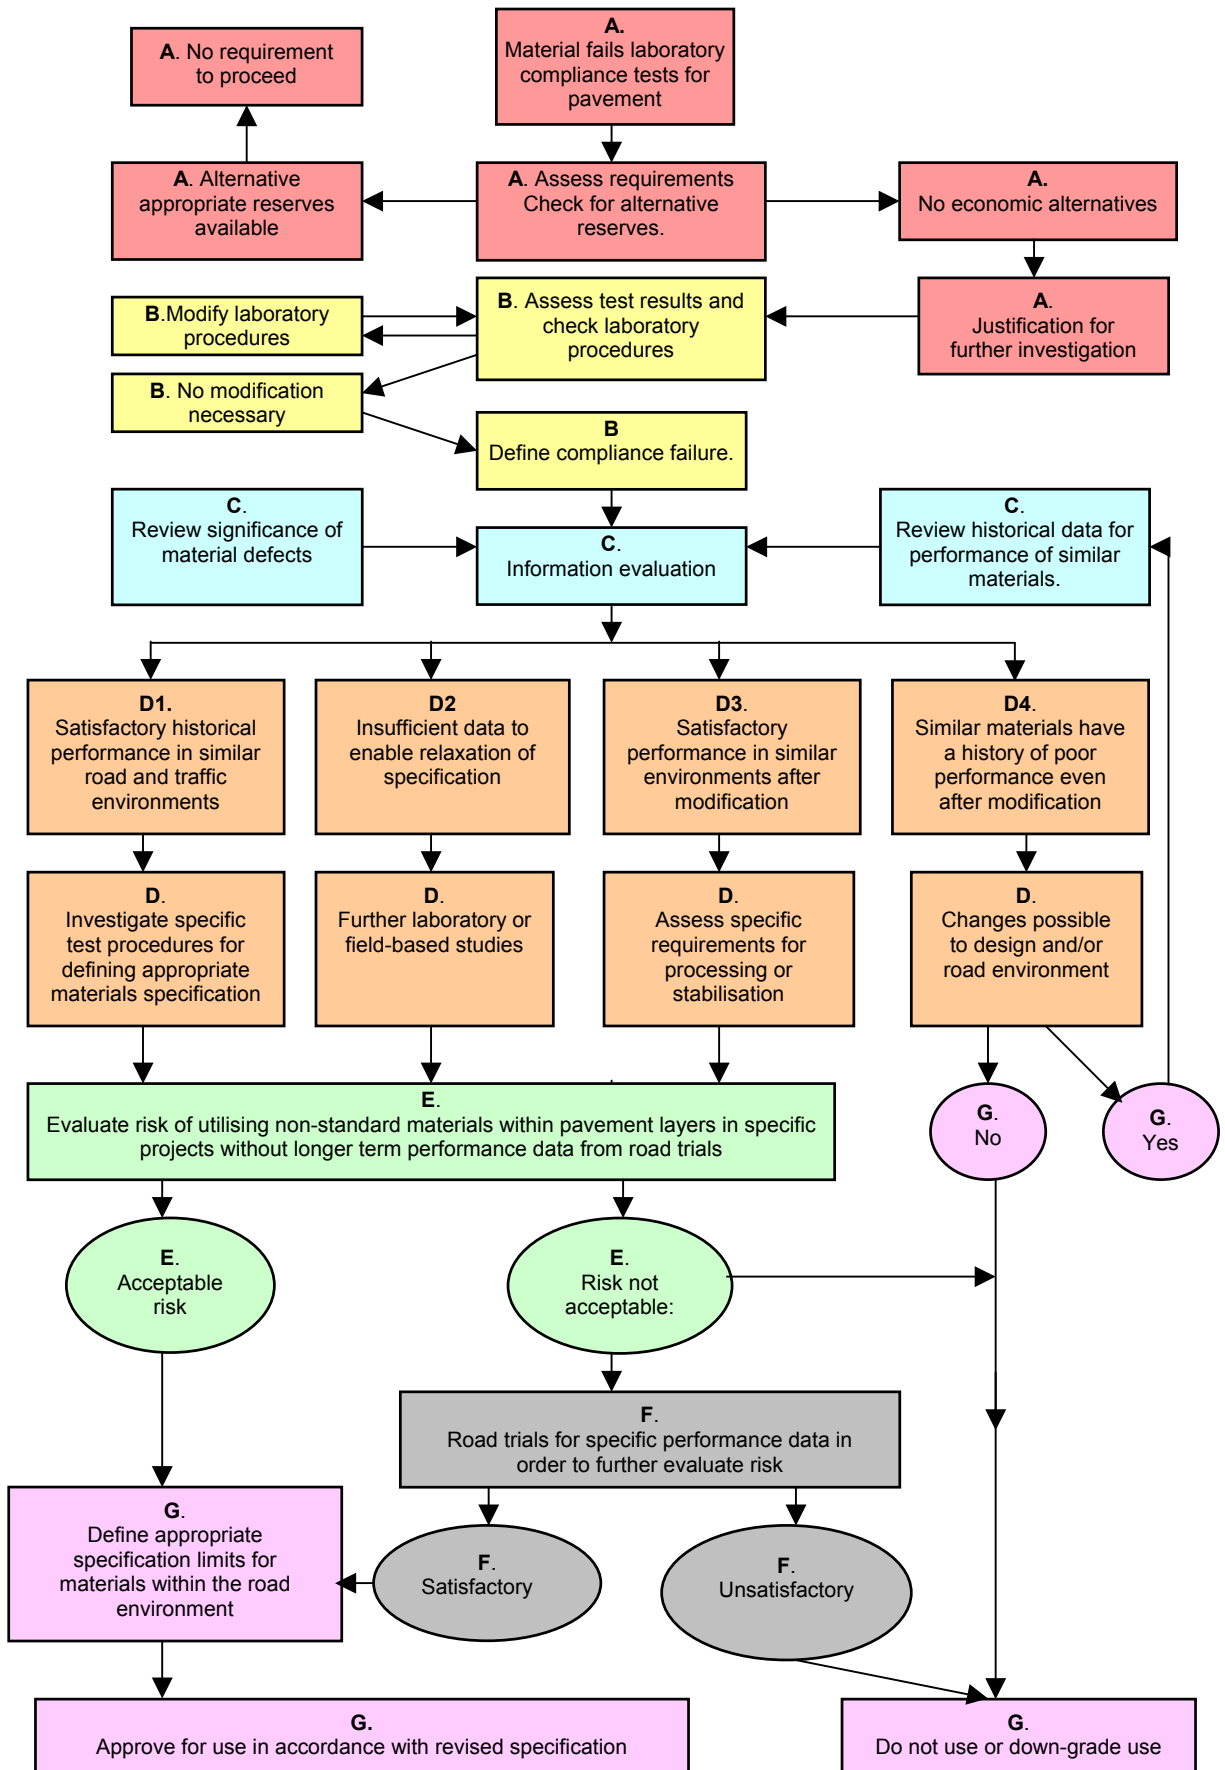 A. No requirement
to proceed
A.
Material fails laboratory
compliance tests for
pavement
A. Alternative
appropriate reserves
available
A. Assess requirements
Check for alternative
reserves.
A.
No economic alternatives
B.Modify laboratory
procedures
B. Assess test results and
check laboratory
procedures
A.
Justification for
further investigation
B. No modification
necessary
B
Define compliance failure.
C.
Review significance of
material defects
C.
Information evaluation
C.
Review historical data for
performance of similar
materials.
D1.
Satisfactory historical
performance in similar
road and traffic
environments
D2
Insufficient data to
enable relaxation of
specification
D3.
Satisfactory
performance in similar
environments after
modification
D4.
Similar materials have
a history of poor
performance even
after modification
D.
Investigate specific
test procedures for
defining appropriate
materials specification
D.
Further laboratory or
field-based studies
D.
Assess specific
requirements for
processing or
stabilisation
D.
Changes possible
to design and/or
road environment
E.
Evaluate risk of utilising non-standard materials within pavement layers in specific
projects without longer term performance data from road trials
G.
No
G.
Yes
E.
Acceptable
risk
E.
Risk not
acceptable:
F.
Road trials for specific performance data in
order to further evaluate risk
G.
Define appropriate
specification limits for
materials within the road
environment
F.
Satisfactory
F.
Unsatisfactory
G.
Approve for use in accordance with revised specification
G.
Do not use or down-grade use